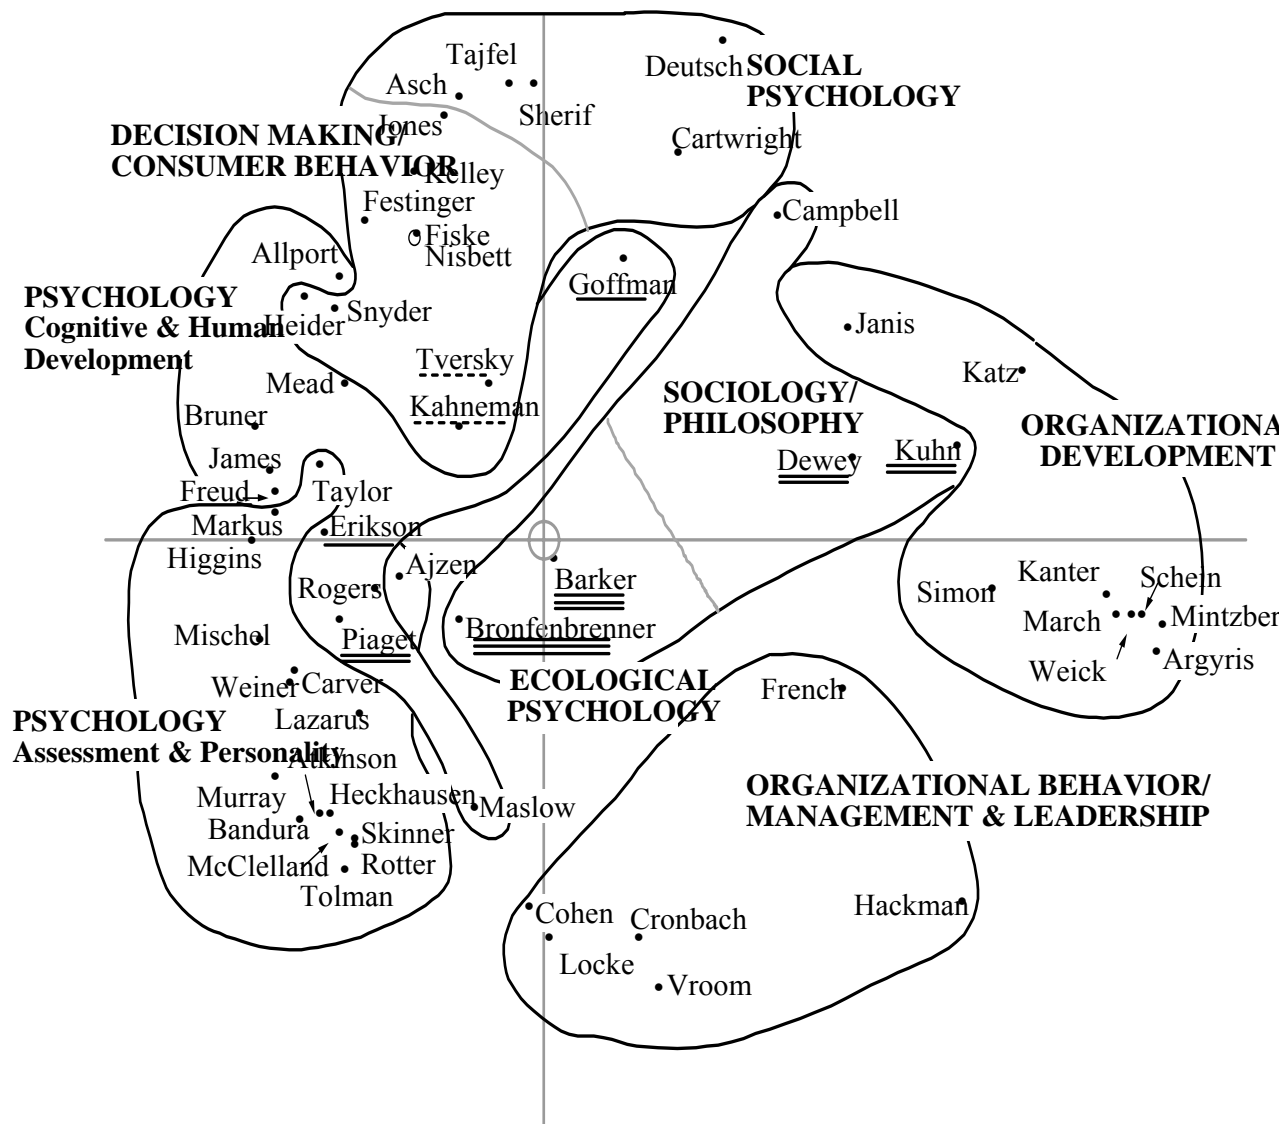 Tajfel
Deutsch
SOCIAL
PSYCHOLOGY
Asch
Sherif
Jones
DECISION MAKING/
CONSUMER BEHAVIOR
Cartwright
Kelley
Festinger
Campbell
Fiske
Nisbett
Allport
Goffman
PSYCHOLOGY
Cognitive & Human
Development
Heider
Snyder
Janis
Tversky
Katz
Mead
Kahneman
SOCIOLOGY/
PHILOSOPHY
Bruner
ORGANIZATIONA
DEVELOPMENT
Kuhn
Dewey
James
Freud
Taylor
Markus
Erikson
Higgins
Ajzen
Rogers
Barker
Simon
Kanter
Schein
March
Mintzber
Bronfenbrenner
Mischel
Piaget
Weick
Argyris
Weiner
Carver
ECOLOGICAL
PSYCHOLOGY
French
Lazarus
PSYCHOLOGY
Assessment & Personality
Atkinson
ORGANIZATIONAL BEHAVIOR/
MANAGEMENT & LEADERSHIP
Murray
Heckhausen
Maslow
Bandura
Skinner
McClelland
Rotter
Tolman
Cohen
Cronbach
Hackman
Locke
Vroom